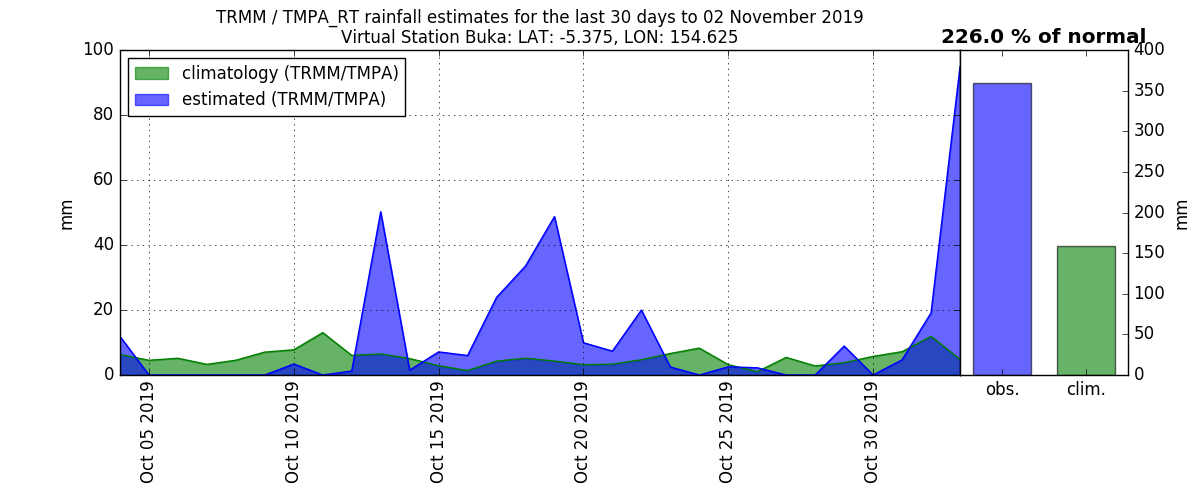 TRMM / TMPA_RT rainfall estimates for the last 30 days to 02 November 2019
Virtual Station Buka: LAT: -5.375, LON: 154.625
226.0 % of normal
climatology (TRMM/TMPA)
estimated (TRMM/TMPA)
mm
100
80
60
40
20
0
Oct 05 2019
Oct 10 2019
Oct 15 2019
Oct 20 2019
Oct 25 2019
Oct 30 2019
400
350
300
250
200
150
100
50
0
mm
obs.
clim.